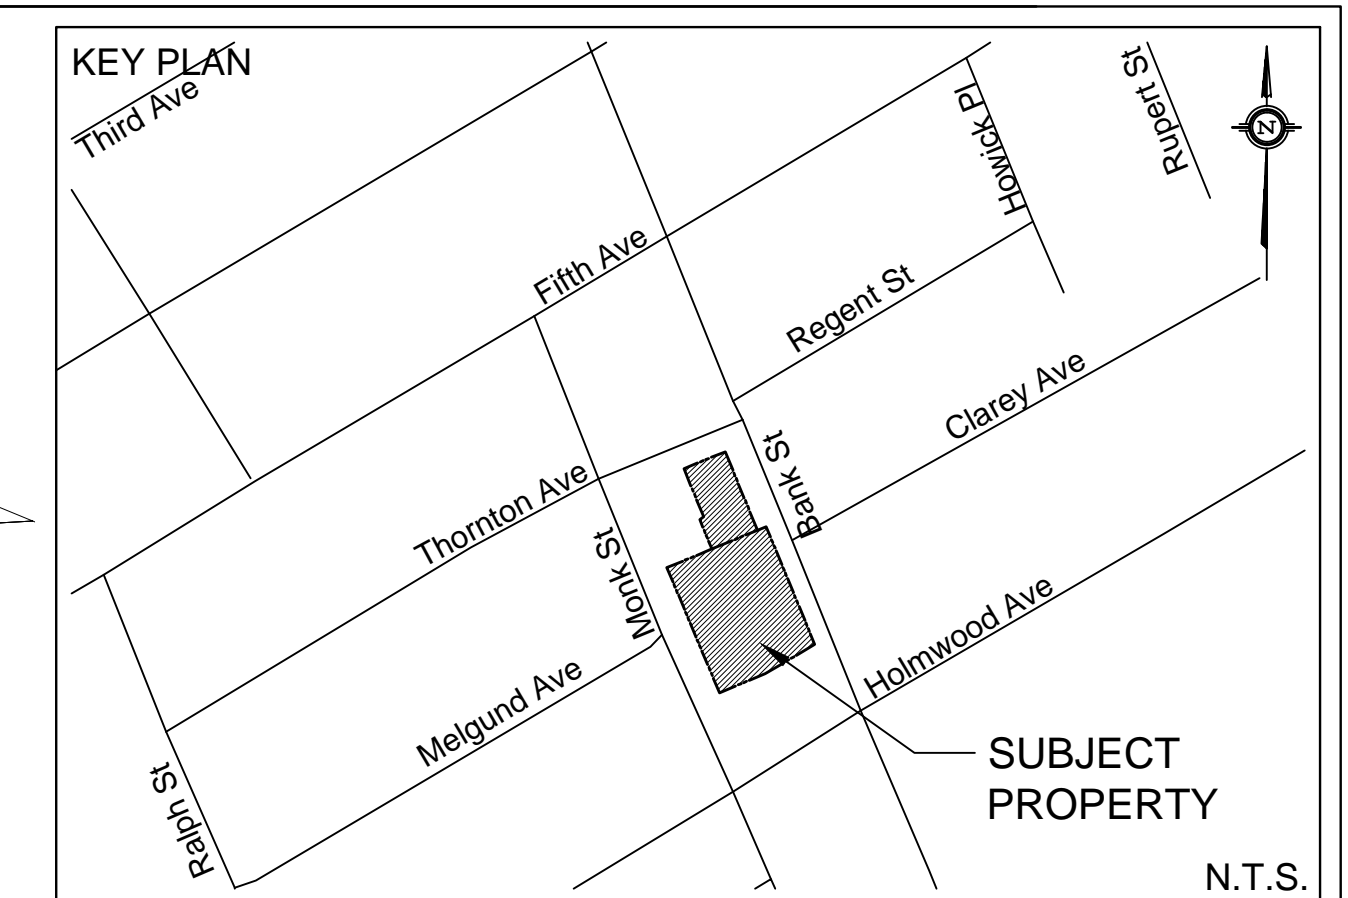 KEY PLAN
Third Ave
Rupert St
Howick Pl
N
Fifth Ave
Regent St
Clarey Ave
Bank St
Thornton Ave
Monk St
Holmwood Ave
Melgund Ave
Ralph St
SUBJECT
PROPERTY
N.T.S.